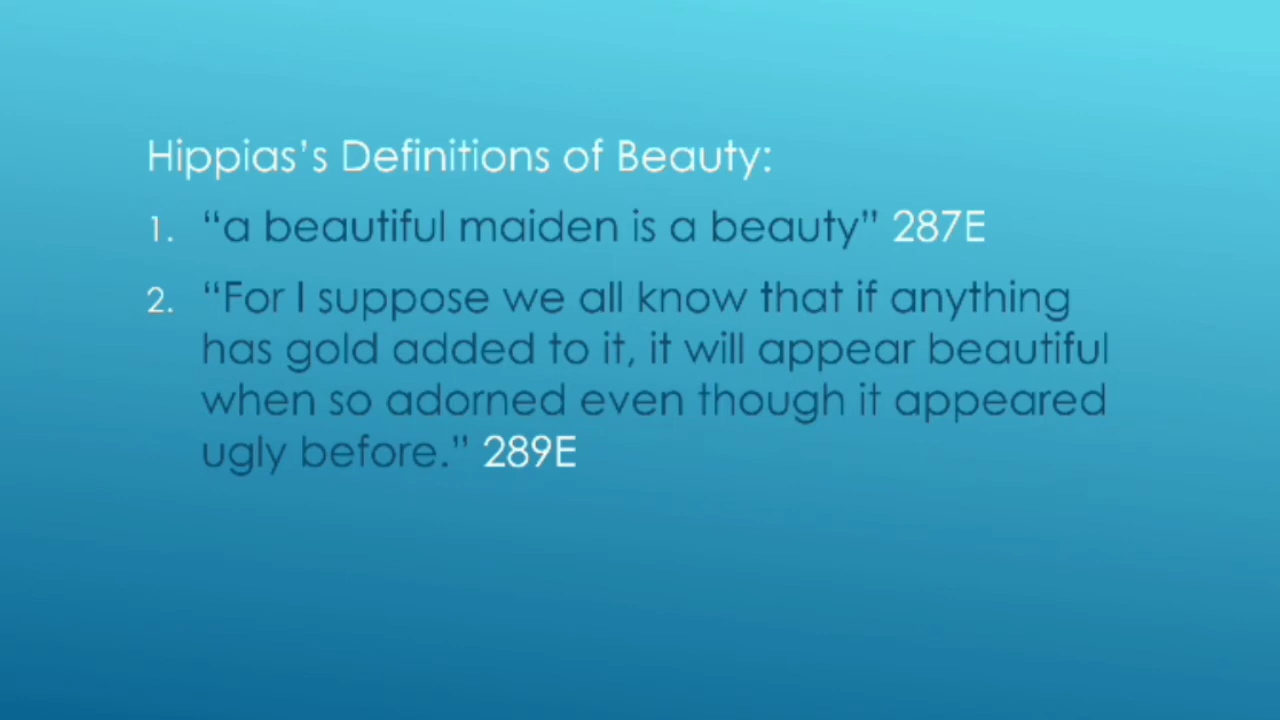 Hippias’s Definitions of Beauty:
1. “a beautiful maiden is a beauty” 287E
2. “For I suppose we all know that if anything
has gold added to it, it will appear beautiful
when so adorned even though it appeared
ugly before.” 289E